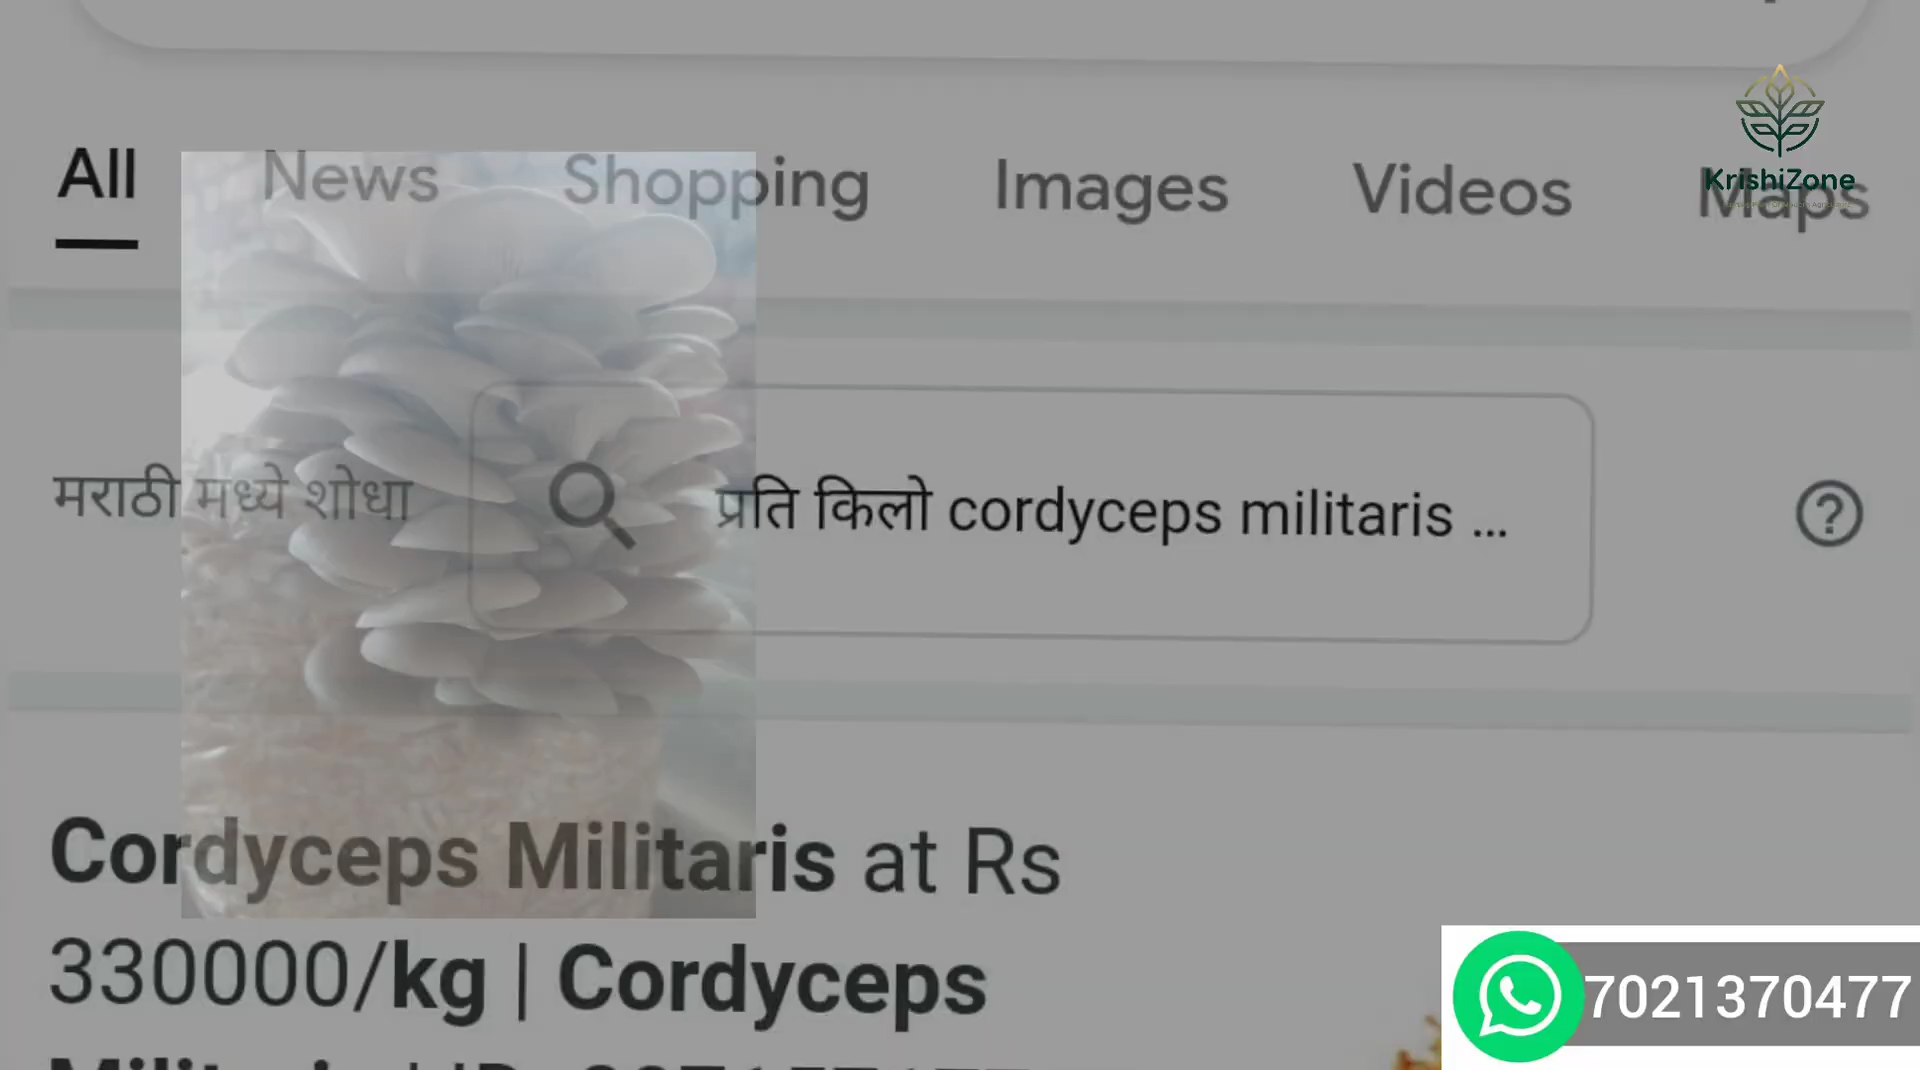 All News Shopping Images Videos Maps
KrishiZone
मराठी मध्ये शोधा प्रति किलो cordyceps militaris ...
Cordyceps Militaris at Rs
330000/kg | Cordyceps
7021370477